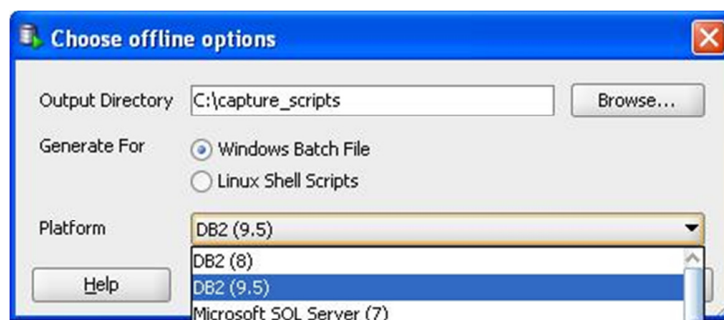 Choose offline options
Output Directory C:\capture_scripts Browse...
Generate For Windows Batch File
Linux Shell Scripts
Platform DB2 (9.5)
DB2 (8)
Help DB2 (9.5)
Microsoft SQL Server (7)